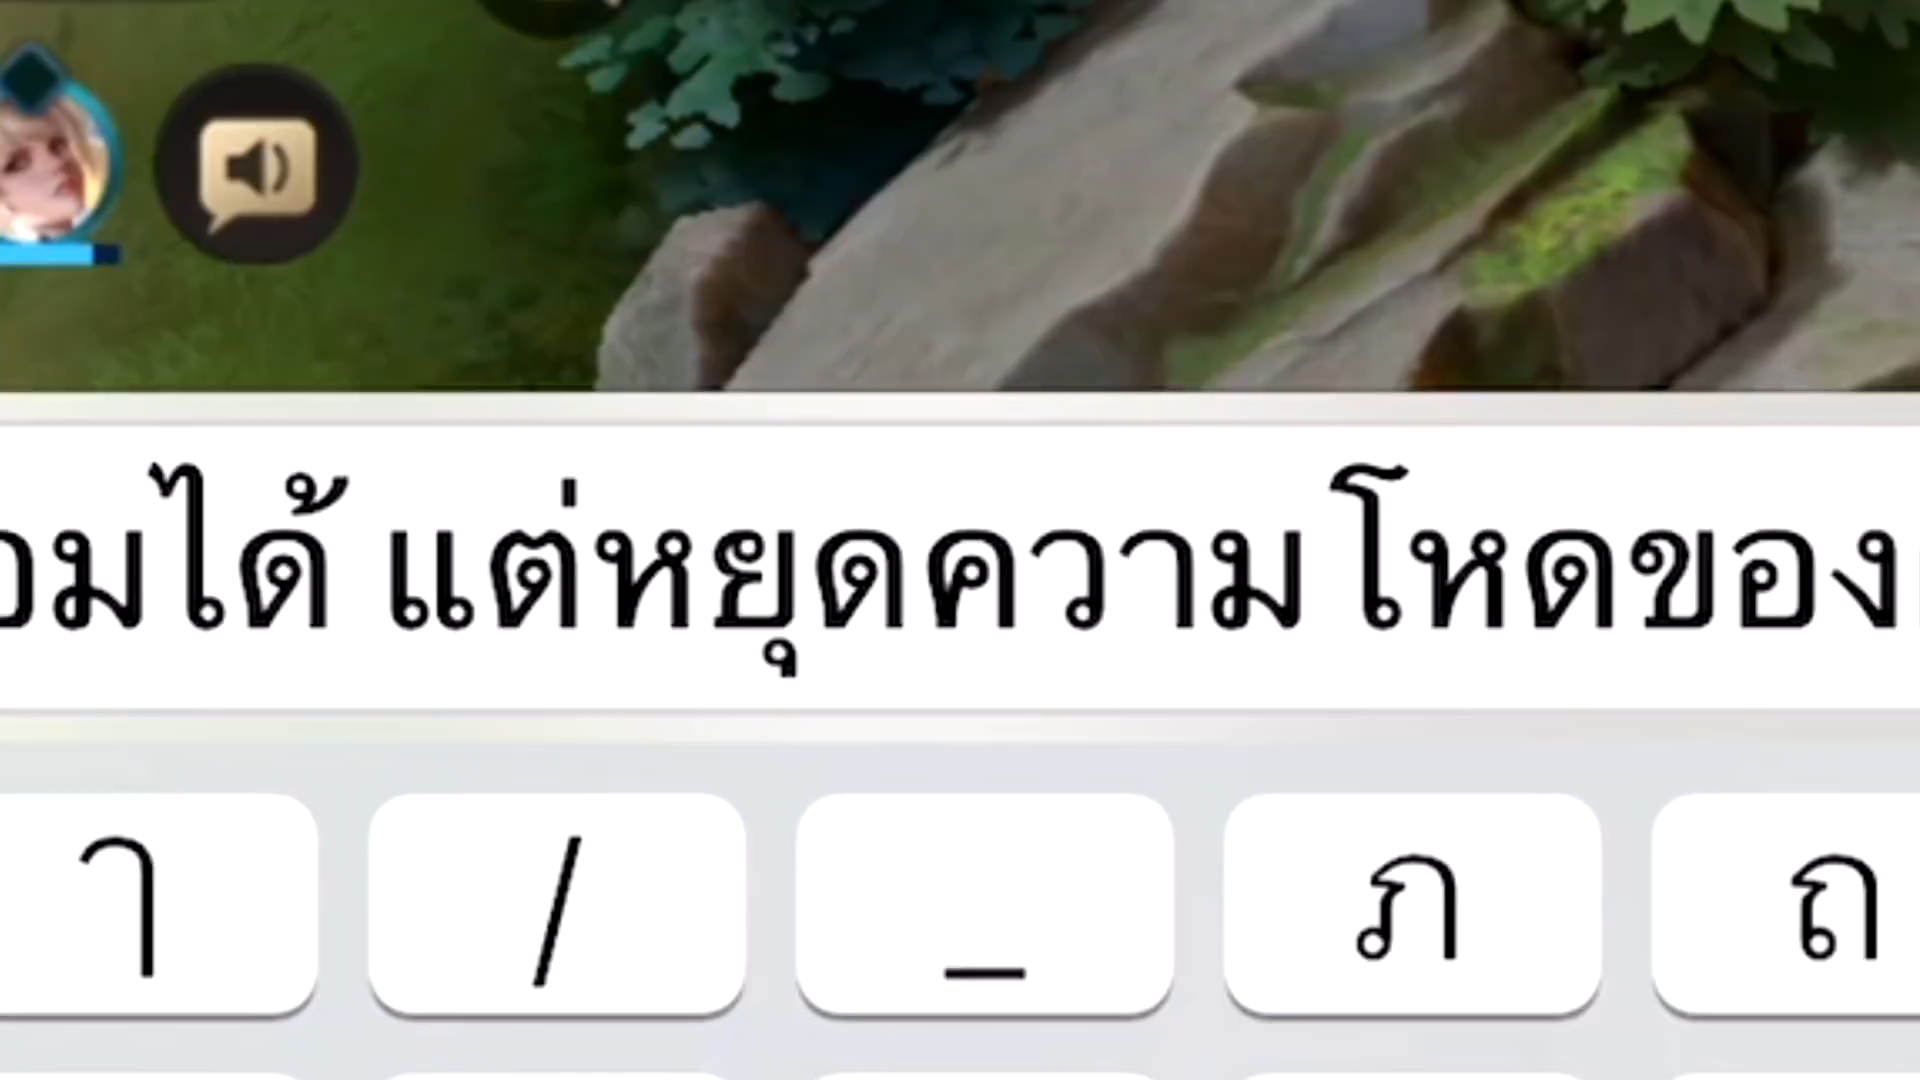 อมได้ แต่หยุดความโหดของ
า / _ ภ ถ